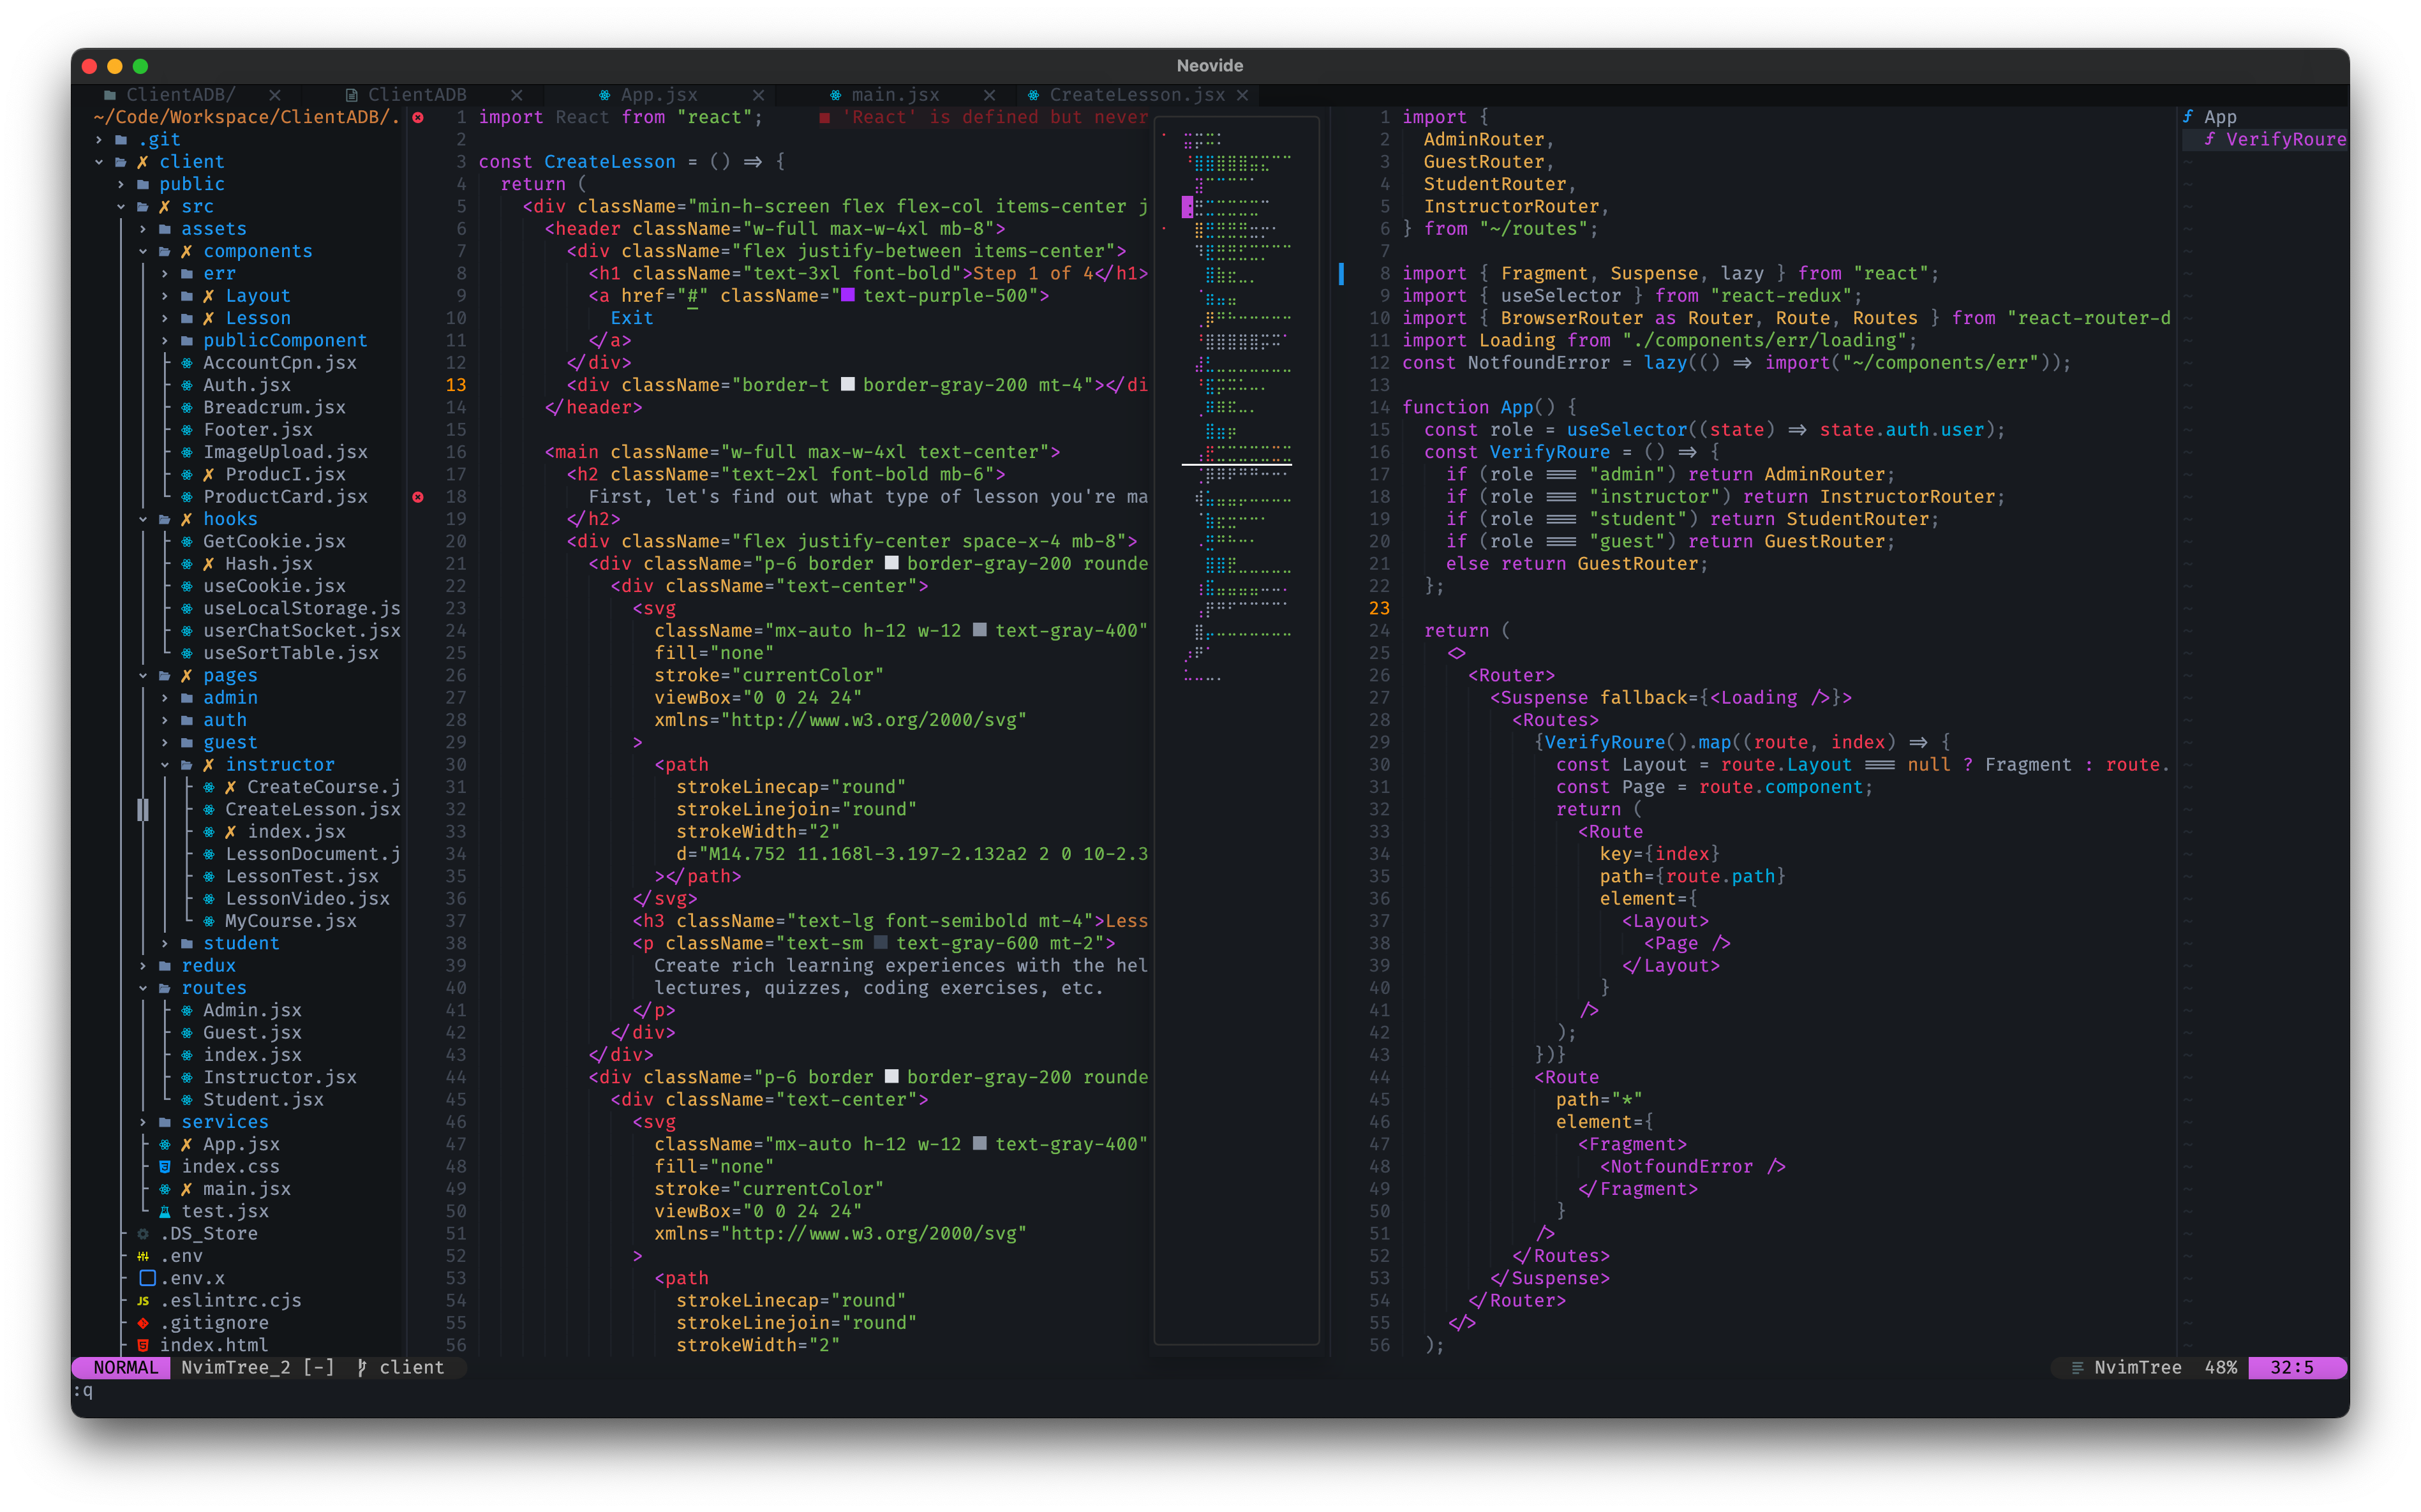 Neovide
ClientADB/
ClientADB
App.jsx
main.jsx
CreateLesson.jsx
~/Code/Workspace/ClientADB/.
.git
client
public
src
assets
components
err
Layout
Lesson
publicComponent
AccountCpn.jsx
Auth.jsx
Breadcrum.jsx
Footer.jsx
ImageUpload.jsx
ProducI.jsx
ProductCard.jsx
hooks
GetCookie.jsx
Hash.jsx
useCookie.jsx
useLocalStorage.js
userChatSocket.jsx
useSortTable.jsx
pages
admin
auth
guest
instructor
CreateCourse.j
CreateLesson.jsx
index.jsx
LessonDocument.j
LessonTest.jsx
LessonVideo.jsx
MyCourse.jsx
student
redux
routes
Admin.jsx
Guest.jsx
index.jsx
Instructor.jsx
Student.jsx
services
App.jsx
index.css
main.jsx
test.jsx
.DS_Store
.env
.env.x
JS .eslintrc.cjs
.gitignore
index.html
1 import React from "react"; ■ 'React' is defined but never
2
3 const CreateLesson = () => {
4 return (
5 <div className="min-h-screen flex flex-col items-center j
6 <header className="w-full max-w-4xl mb-8">
7 <div className="flex justify-between items-center">
8 <h1 className="text-3xl font-bold">Step 1 of 4</h1>
9 <a href="#" className="■ text-purple-500">
10 Exit
11 </a>
12 </div>
13 <div className="border-t ■ border-gray-200 mt-4"></di
14 </header>
15
16 <main className="w-full max-w-4xl text-center">
17 <h2 className="text-2xl font-bold mb-6">
18 First, let's find out what type of lesson you're ma
19 </h2>
20 <div className="flex justify-center space-x-4 mb-8">
21 <div className="p-6 border ■ border-gray-200 rounde
22 <div className="text-center">
23 <svg
24 className="mx-auto h-12 w-12 ■ text-gray-400"
25 fill="none"
26 stroke="currentColor"
27 viewBox="0 0 24 24"
28 xmlns="http://www.w3.org/2000/svg"
29 >
30 <path
31 strokeLinecap="round"
32 strokeLinejoin="round"
33 strokeWidth="2"
34 d="M14.752 11.168l-3.197-2.132a2 2 0 10-2.3
35 ></path>
36 </svg>
37 <h3 className="text-lg font-semibold mt-4">Less
38 <p className="text-sm ■ text-gray-600 mt-2">
39 Create rich learning experiences with the hel
40 lectures, quizzes, coding exercises, etc.
41 </p>
42 </div>
43 </div>
44 <div className="p-6 border ■ border-gray-200 rounde
45 <div className="text-center">
46 <svg
47 className="mx-auto h-12 w-12 ■ text-gray-400"
48 fill="none"
49 stroke="currentColor"
50 viewBox="0 0 24 24"
51 xmlns="http://www.w3.org/2000/svg"
52 >
53 <path
54 strokeLinecap="round"
55 strokeLinejoin="round"
56 strokeWidth="2"
1 import {
2 AdminRouter,
3 GuestRouter,
4 StudentRouter,
5 InstructorRouter,
6 } from "~/routes";
7
8 import { Fragment, Suspense, lazy } from "react";
9 import { useSelector } from "react-redux";
10 import { BrowserRouter as Router, Route, Routes } from "react-router-d
11 import Loading from "./components/err/loading";
12 const NotfoundError = lazy(() => import("~/components/err"));
13
14 function App() {
15 const role = useSelector((state) => state.auth.user);
16 const VerifyRoure = () => {
17 if (role === "admin") return AdminRouter;
18 if (role === "instructor") return InstructorRouter;
19 if (role === "student") return StudentRouter;
20 if (role === "guest") return GuestRouter;
21 else return GuestRouter;
22 };
23
24 return (
25 <>
26 <Router>
27 <Suspense fallback={<Loading />}>
28 <Routes>
29 {VerifyRoure().map((route, index) => {
30 const Layout = route.Layout === null ? Fragment : route.
31 const Page = route.component;
32 return (
33 <Route
34 key={index}
35 path={route.path}
36 element={
37 <Layout>
38 <Page />
39 </Layout>
40 }
41 />
42 );
43 })}
44 <Route
45 path="*"
46 element={
47 <Fragment>
48 <NotfoundError />
49 </Fragment>
50 }
51 />
52 </Routes>
53 </Suspense>
54 </Router>
55 </>
56 );
App
VerifyRoure
NORMAL NvimTree_2 [-] client
NvimTree 48% 32:5
:q